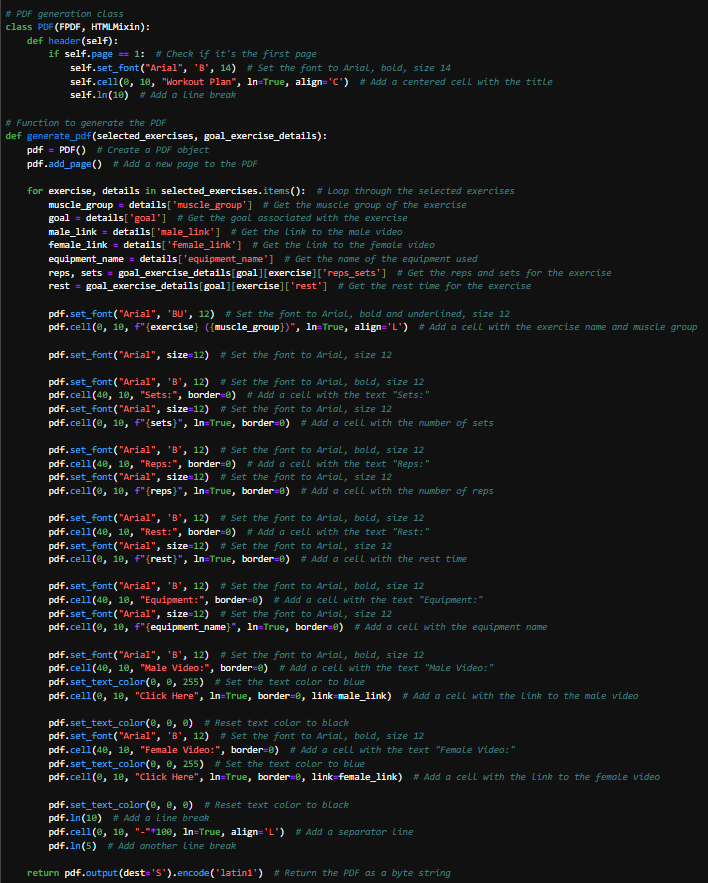 # PDF generation class
class PDF(FPDF, HTMLMixin):
    def header(self):
        if self.page == 1:  # Check if it's the first page
            self.set_font("Arial", 'B', 14)  # Set the font to Arial, bold, size 14
            self.cell(0, 10, "Workout Plan", ln=True, align='C')  # Add a centered cell with the title
            self.ln(10)  # Add a line break

# Function to generate the PDF
def generate_pdf(selected_exercises, goal_exercise_details):
    pdf = PDF()  # Create a PDF object
    pdf.add_page()  # Add a new page to the PDF

    for exercise, details in selected_exercises.items():  # Loop through the selected exercises
        muscle_group = details['muscle_group']  # Get the muscle group of the exercise
        goal = details['goal']  # Get the goal associated with the exercise
        male_link = details['male_link']  # Get the link to the male video
        female_link = details['female_link']  # Get the link to the female video
        equipment_name = details['equipment_name']  # Get the name of the equipment used
        reps, sets = goal_exercise_details[goal][exercise]['reps_sets']  # Get the reps and sets for the exercise
        rest = goal_exercise_details[goal][exercise]['rest']  # Get the rest time for the exercise

        pdf.set_font("Arial", 'BU', 12)  # Set the font to Arial, bold and underlined, size 12
        pdf.cell(0, 10, f"{exercise} ({muscle_group})", ln=True, align='L')  # Add a cell with the exercise name and muscle group

        pdf.set_font("Arial", size=12)  # Set the font to Arial, size 12

        pdf.set_font("Arial", 'B', 12)  # Set the font to Arial, bold, size 12
        pdf.cell(40, 10, "Sets:", border=0)  # Add a cell with the text "Sets:"
        pdf.set_font("Arial", size=12)  # Set the font to Arial, size 12
        pdf.cell(0, 10, f"{sets}", ln=True, border=0)  # Add a cell with the number of sets

        pdf.set_font("Arial", 'B', 12)  # Set the font to Arial, bold, size 12
        pdf.cell(40, 10, "Reps:", border=0)  # Add a cell with the text "Reps:"
        pdf.set_font("Arial", size=12)  # Set the font to Arial, size 12
        pdf.cell(0, 10, f"{reps}", ln=True, border=0)  # Add a cell with the number of reps

        pdf.set_font("Arial", 'B', 12)  # Set the font to Arial, bold, size 12
        pdf.cell(40, 10, "Rest:", border=0)  # Add a cell with the text "Rest:"
        pdf.set_font("Arial", size=12)  # Set the font to Arial, size 12
        pdf.cell(0, 10, f"{rest}", ln=True, border=0)  # Add a cell with the rest time

        pdf.set_font("Arial", 'B', 12)  # Set the font to Arial, bold, size 12
        pdf.cell(40, 10, "Equipment:", border=0)  # Add a cell with the text "Equipment:"
        pdf.set_font("Arial", size=12)  # Set the font to Arial, size 12
        pdf.cell(0, 10, f"{equipment_name}", ln=True, border=0)  # Add a cell with the equipment name

        pdf.set_font("Arial", 'B', 12)  # Set the font to Arial, bold, size 12
        pdf.cell(40, 10, "Male Video:", border=0)  # Add a cell with the text "Male Video:"
        pdf.set_text_color(0, 0, 255)  # Set the text color to blue
        pdf.cell(0, 10, "Click Here", ln=True, border=0, link=male_link)  # Add a cell with the link to the male video

        pdf.set_text_color(0, 0, 0)  # Reset text color to black
        pdf.set_font("Arial", 'B', 12)  # Set the font to Arial, bold, size 12
        pdf.cell(40, 10, "Female Video:", border=0)  # Add a cell with the text "Female Video:"
        pdf.set_text_color(0, 0, 255)  # Set the text color to blue
        pdf.cell(0, 10, "Click Here", ln=True, border=0, link=female_link)  # Add a cell with the link to the female video

        pdf.set_text_color(0, 0, 0)  # Reset text color to black
        pdf.ln(10)  # Add a line break
        pdf.cell(0, 10, "-"*100, ln=True, align='L')  # Add a separator line
        pdf.ln(5)  # Add another line break

    return pdf.output(dest='S').encode('latin1')  # Return the PDF as a byte string